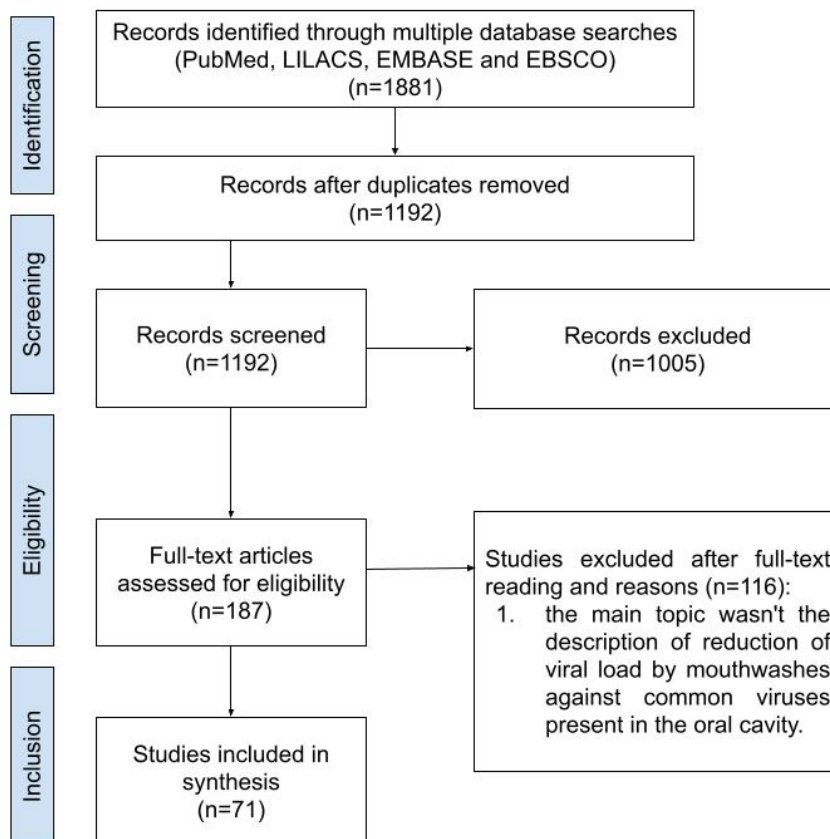 Identification
Records identified through multiple database searches
(PubMed, LILACS, EMBASE and EBSCO)
(n=1881)
Records after duplicates removed
(n=1192)
Screening
Records screened
(n=1192)
Records excluded
(n=1005)
Eligibility
Full-text articles
assessed for eligibility
(n=187)
Studies excluded after full-text
reading and reasons (n=116):
1. the main topic wasn't the
description of reduction of
viral load by mouthwashes
against common viruses
present in the oral cavity.
Inclusion
Studies included in
synthesis
(n=71)